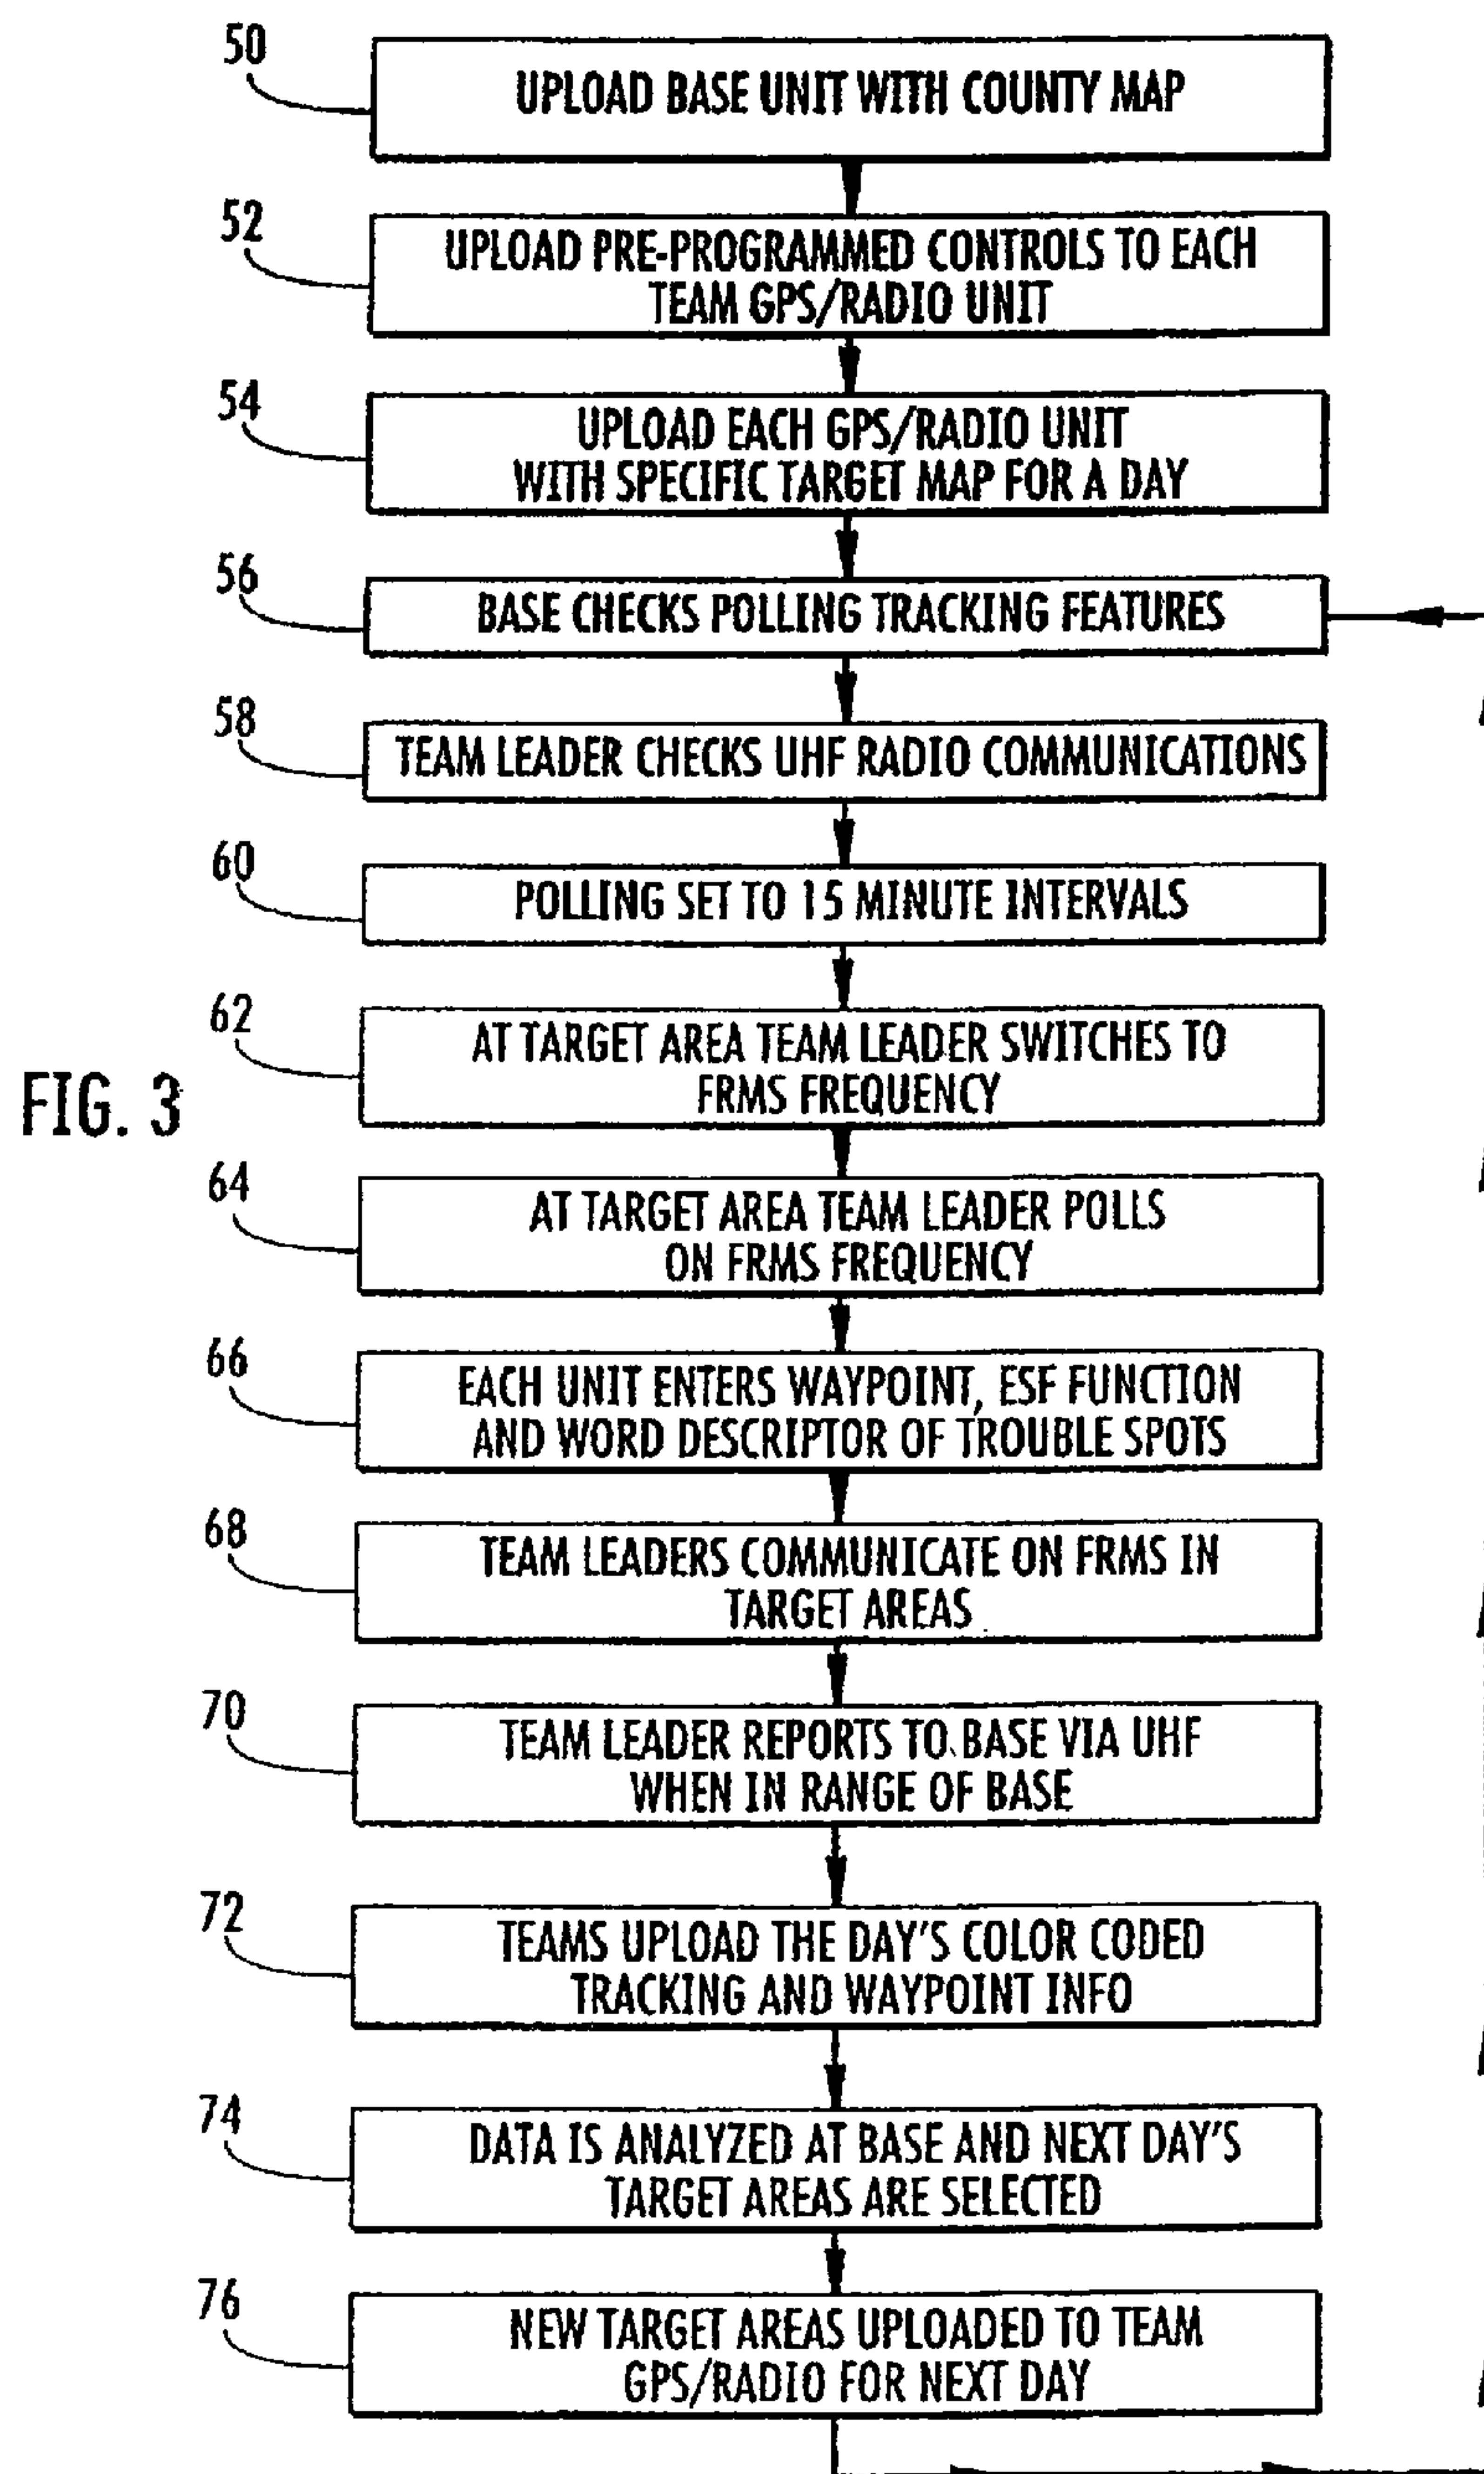 50
UPLOAD BASE UNIT WITH COUNTY MAP
52
UPLOAD PRE-PROGRAMMED CONTROLS TO EACH
TEAM GPS/RADIO UNIT
54
UPLOAD EACH GPS/RADIO UNIT
WITH SPECIFIC TARGET MAP FOR A DAY
56
BASE CHECKS POLLING TRACKING FEATURES
58
TEAM LEADER CHECKS UHF RADIO COMMUNICATIONS
60
POLLING SET TO 15 MINUTE INTERVALS
62
AT TARGET AREA TEAM LEADER SWITCHES TO
FRMS FREQUENCY
FIG. 3
64
AT TARGET AREA TEAM LEADER POLLS
ON FRMS FREQUENCY
66
EACH UNIT ENTERS WAYPOINT, ESF FUNCTION
AND WORD DESCRIPTOR OF TROUBLE SPOTS
68
TEAM LEADERS COMMUNICATE ON FRMS IN
TARGET AREAS
70
TEAM LEADER REPORTS TO BASE VIA UHF
WHEN IN RANGE OF BASE
72
TEAMS UPLOAD THE DAY'S COLOR CODED
TRACKING AND WAYPOINT INFO
74
DATA IS ANALYZED AT BASE AND NEXT DAY'S
TARGET AREAS ARE SELECTED
76
NEW TARGET AREAS UPLOADED TO TEAM
GPS/RADIO FOR NEXT DAY